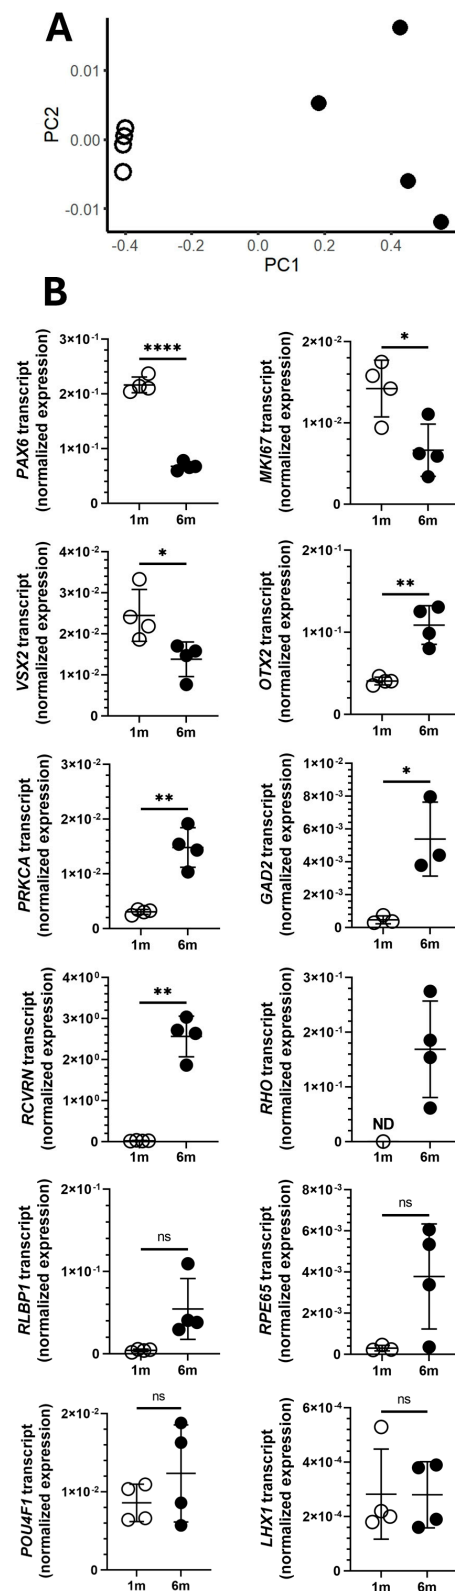 A
PC2
0.01
0.00
-0.01
-0.4 -0.2 0.0 0.2 0.4
PC1
B
PAX6 transcript
(normalized expression)
3×10⁻¹
2×10⁻¹
1×10⁻¹
0
****
1m 6m
MKI67 transcript
(normalized expression)
2×10⁻²
1×10⁻²
0
*
1m 6m
VSX2 transcript
(normalized expression)
4×10⁻²
3×10⁻²
2×10⁻²
1×10⁻²
0
*
1m 6m
OTX2 transcript
(normalized expression)
2×10⁻¹
1×10⁻¹
0
**
1m 6m
PRKCA transcript
(normalized expression)
3×10⁻²
2×10⁻²
1×10⁻²
0
**
1m 6m
GAD2 transcript
(normalized expression)
1×10⁻²
8×10⁻³
6×10⁻³
4×10⁻³
2×10⁻³
0
*
1m 6m
RCVRN transcript
(normalized expression)
4×10⁰
3×10⁰
2×10⁰
1×10⁰
0
**
1m 6m
RHO transcript
(normalized expression)
3×10⁻¹
2×10⁻¹
1×10⁻¹
0
ND
1m 6m
RLBP1 transcript
(normalized expression)
2×10⁻¹
1×10⁻¹
0
ns
1m 6m
RPE65 transcript
(normalized expression)
8×10⁻³
6×10⁻³
4×10⁻³
2×10⁻³
0
ns
1m 6m
POU4F1 transcript
(normalized expression)
2×10⁻²
1×10⁻²
0
ns
1m 6m
LHX1 transcript
(normalized expression)
6×10⁻⁴
4×10⁻⁴
2×10⁻⁴
0
ns
1m 6m